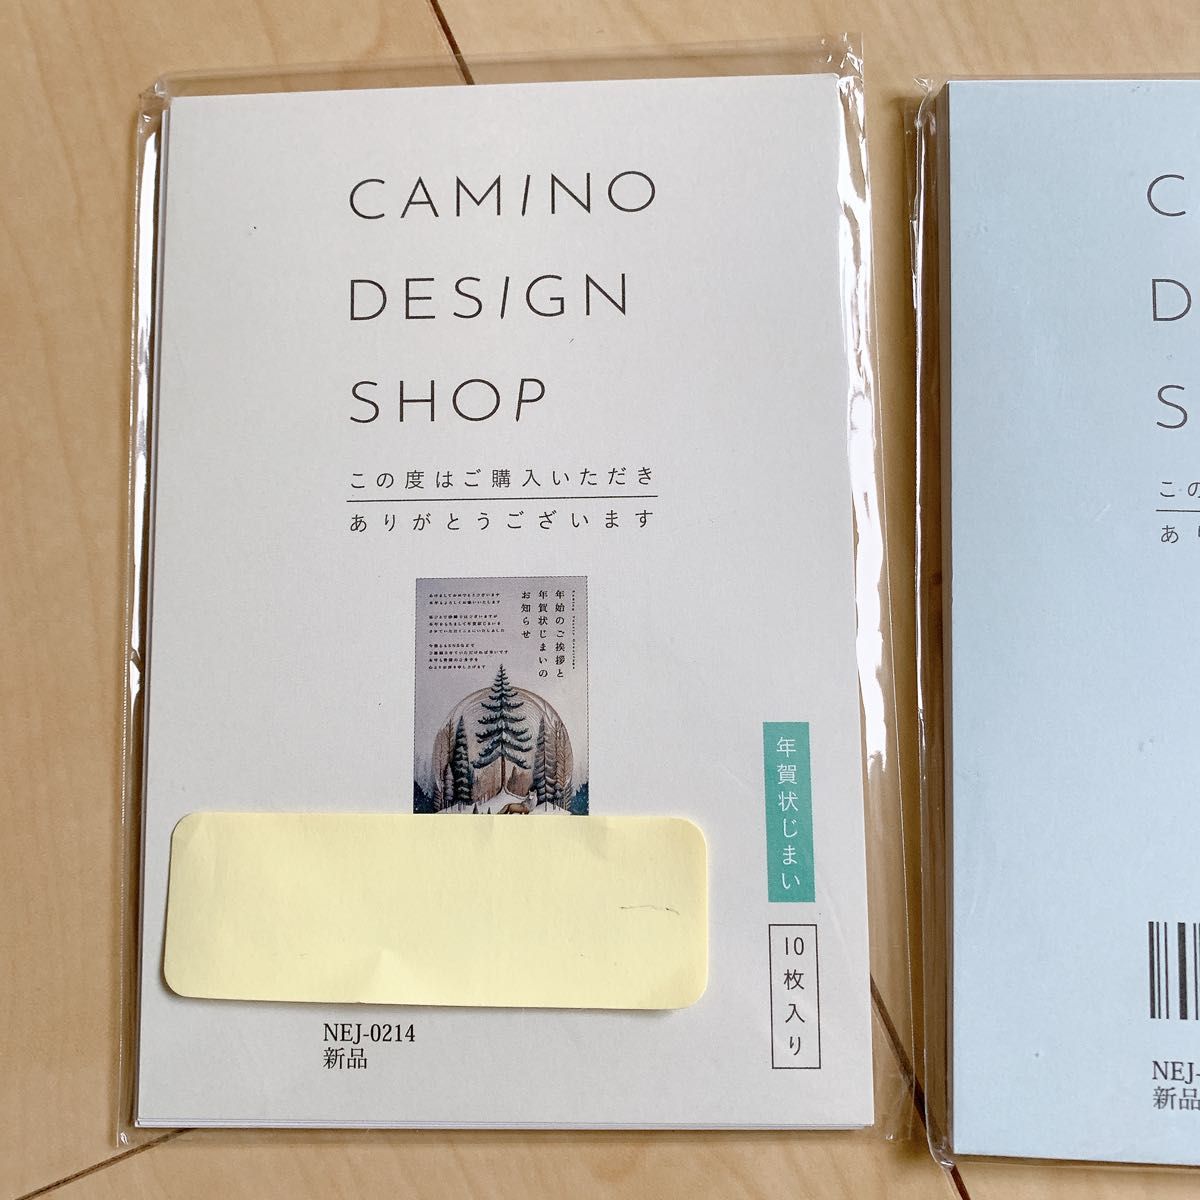 CAMINO
DESIGN
SHOP
この度はご購入いただき
ありがとうございます
年始のご挨拶と
年賀状じまいの
お知らせ
年賀状じまい
10枚入り
NEJ-0214
新品
C
D
S
この
あり
NEJ-
新品